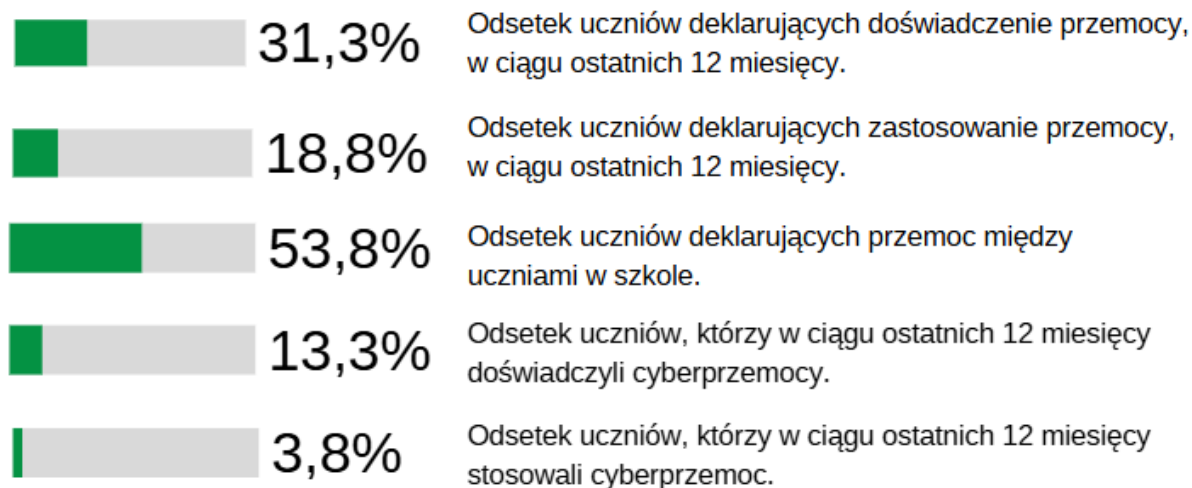 31,3%
Odsetek uczniów deklarujących doświadczenie przemocy,
w ciągu ostatnich 12 miesięcy.
18,8%
Odsetek uczniów deklarujących zastosowanie przemocy,
w ciągu ostatnich 12 miesięcy.
53,8%
Odsetek uczniów deklarujących przemoc między
uczniami w szkole.
13,3%
Odsetek uczniów, którzy w ciągu ostatnich 12 miesięcy
doświadczyli cyberprzemocy.
3,8%
Odsetek uczniów, którzy w ciągu ostatnich 12 miesięcy
stosowali cyberprzemoc.